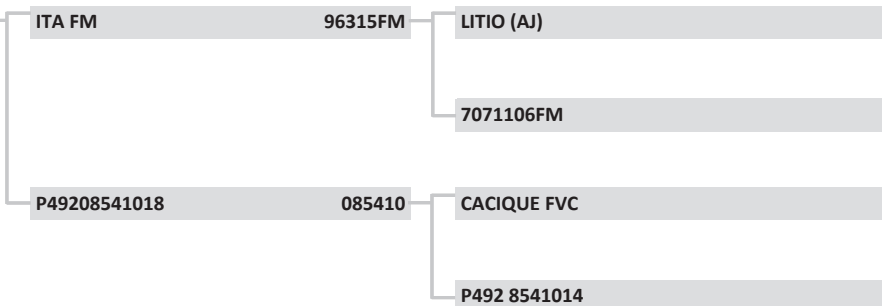 ITA FM 96315FM LITIO (AJ)
7071106FM
P49208541018 085410 CACIQUE FVC
P492 8541014